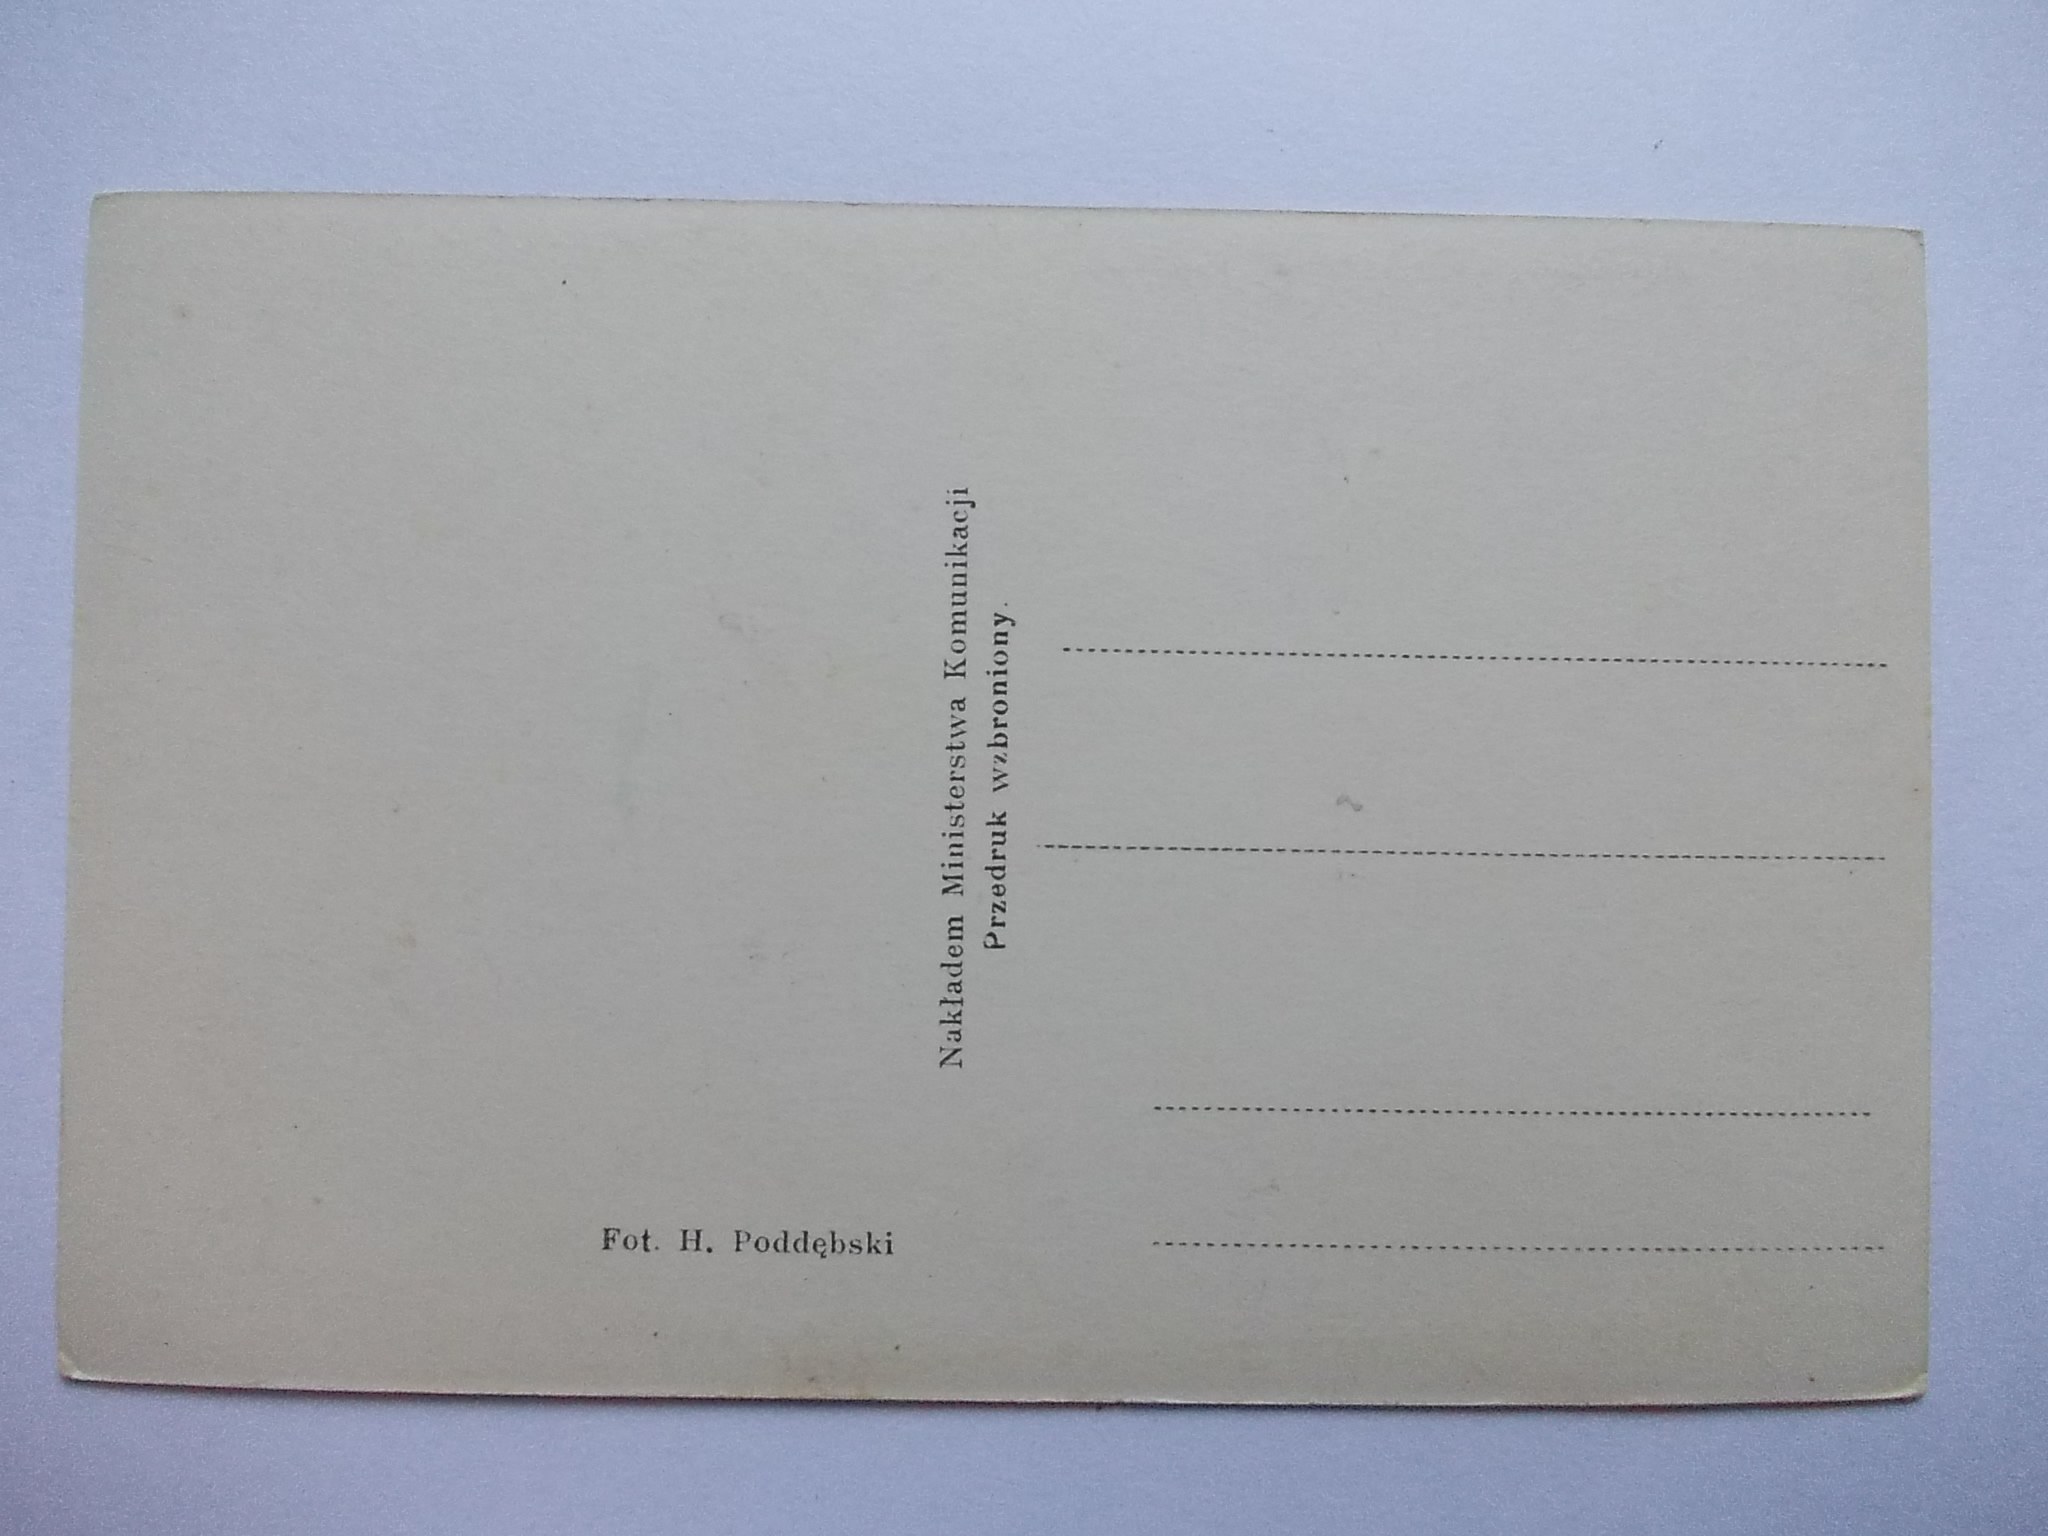 Nakładem Ministerstwa Komunikacji
Przedruk wzbroniony.
Fot. H. Poddębski